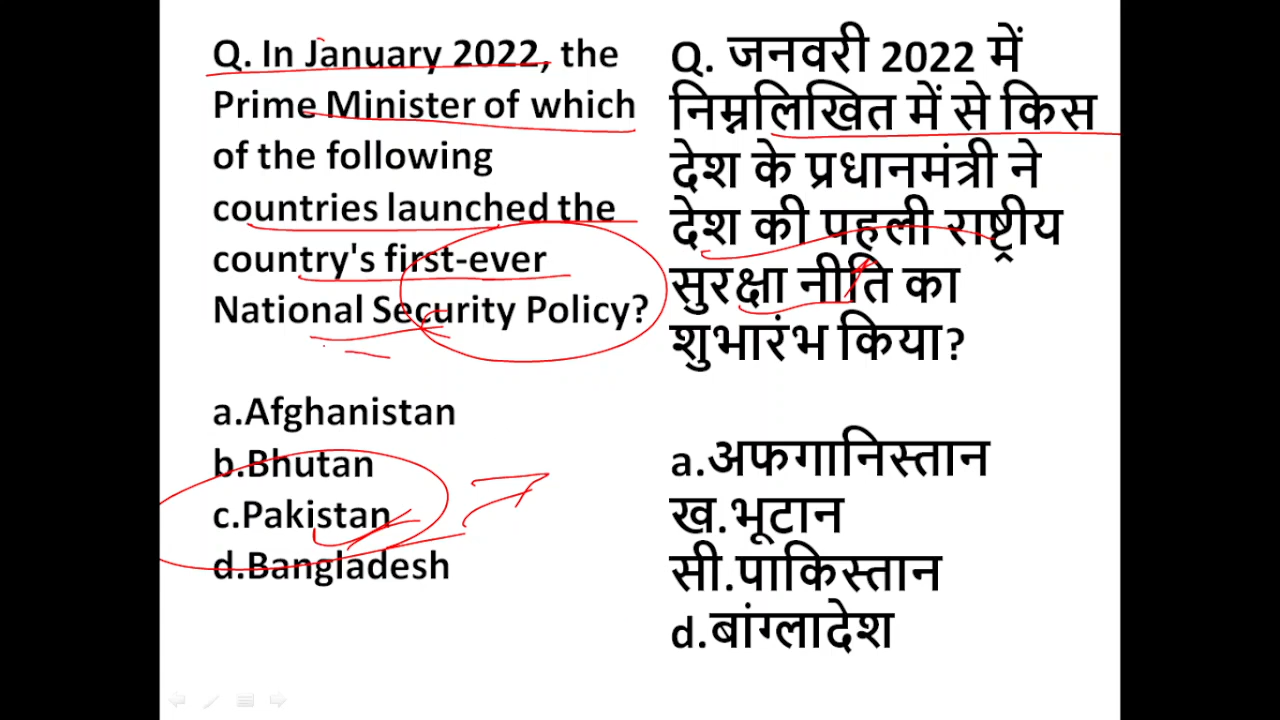 Q. In January 2022, the
Prime Minister of which
of the following
countries launched the
country's first-ever
National Security Policy?
a.Afghanistan
b.Bhutan
c.Pakistan
d.Bangladesh
Q. जनवरी 2022 में
निम्नलिखित में से किस
देश के प्रधानमंत्री ने
देश की पहली राष्ट्रीय
सुरक्षा नीति का
शुभारंभ किया?
a.अफगानिस्तान
ख.भूटान
सी.पाकिस्तान
d.बांग्लादेश